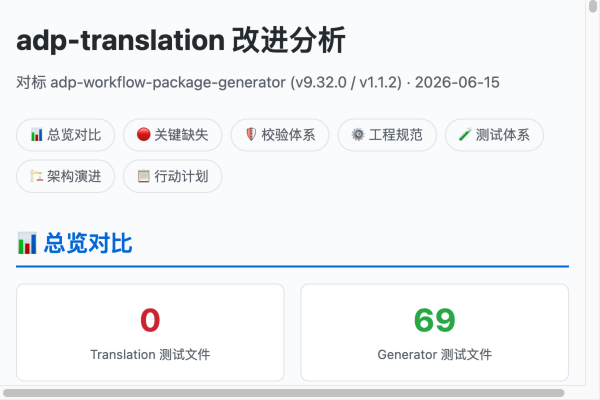 adp-translation 改进分析
对标 adp-workflow-package-generator (v9.32.0 / v1.1.2) · 2026-06-15
📊 总览对比
🔴 关键缺失
🛡️ 校验体系
⚙️ 工程规范
🧪 测试体系
🏗️ 架构演进
📋 行动计划
📊 总览对比
0
Translation 测试文件
69
Generator 测试文件